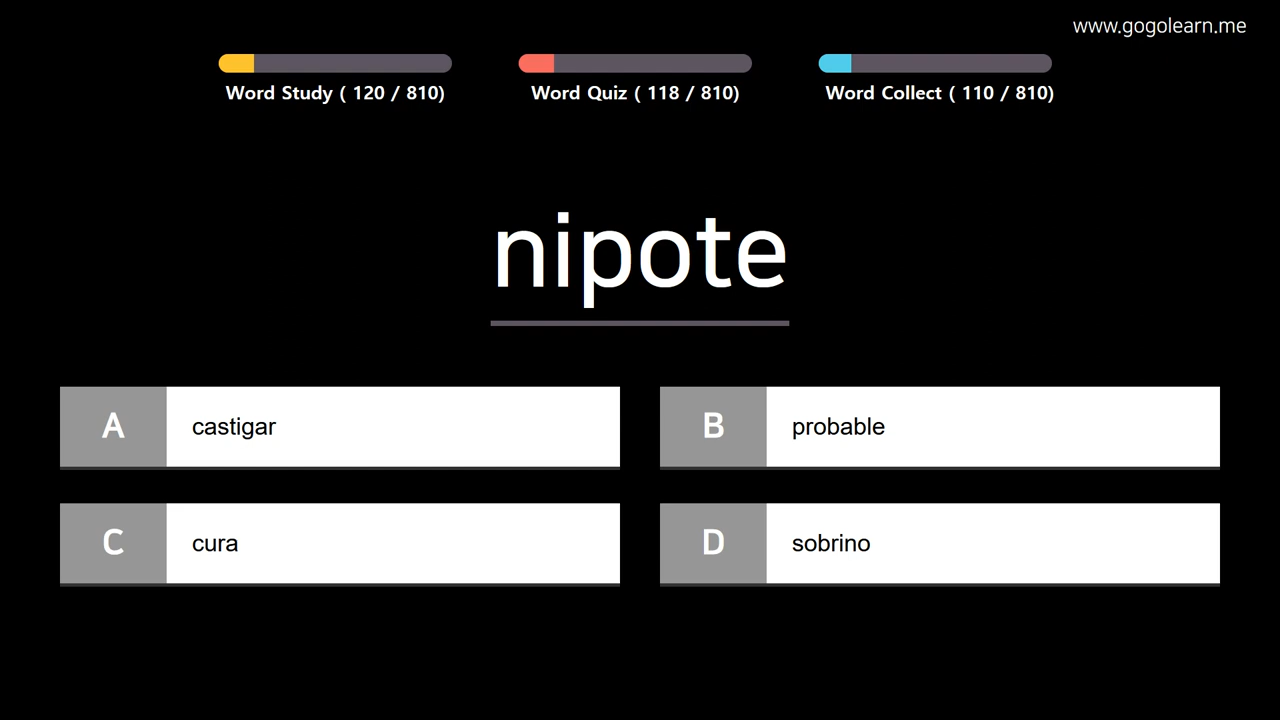 www.gogolearn.me
Word Study ( 120 / 810)
Word Quiz ( 118 / 810)
Word Collect ( 110 / 810)
nipote
A castigar
B probable
C cura
D sobrino